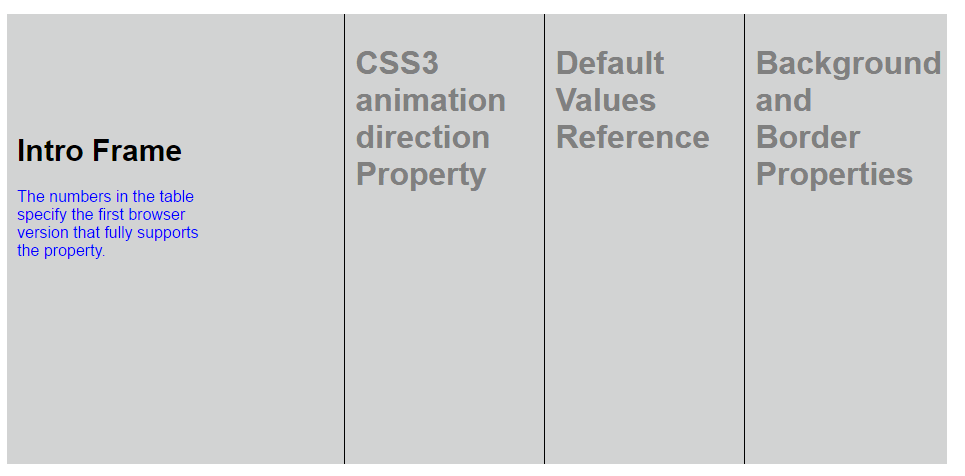 Intro Frame
The numbers in the table
specify the first browser
version that fully supports
the property.
CSS3
animation
direction
Property
Default
Values
Reference
Background
and
Border
Properties